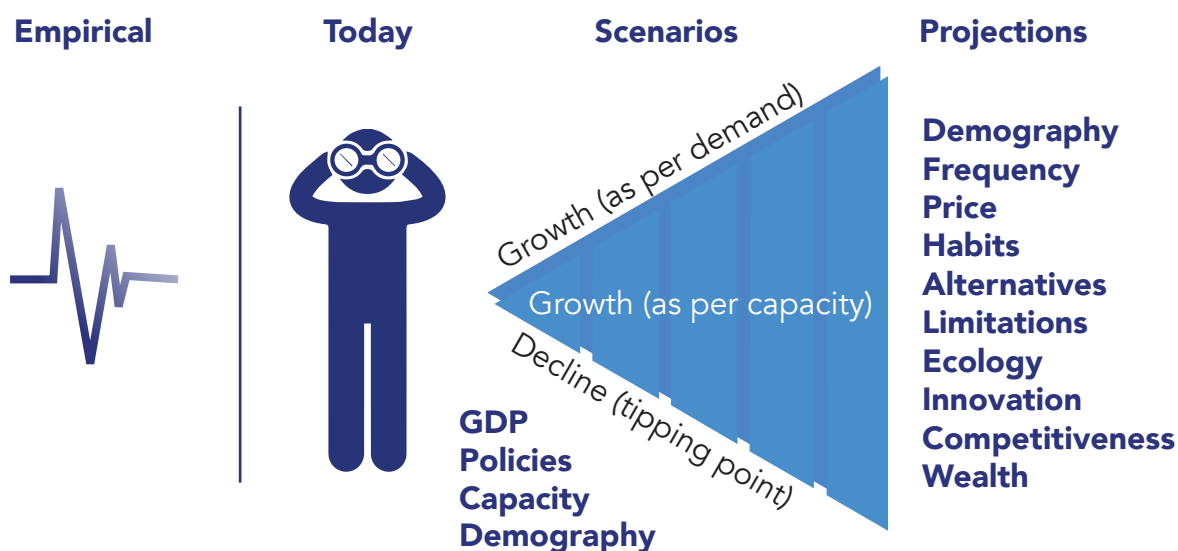 Empirical
Today
Scenarios
Projections
Growth (as per demand)
Growth (as per capacity)
Decline (tipping point)
GDP
Policies
Capacity
Demography
Demography
Frequency
Price
Habits
Alternatives
Limitations
Ecology
Innovation
Competitiveness
Wealth